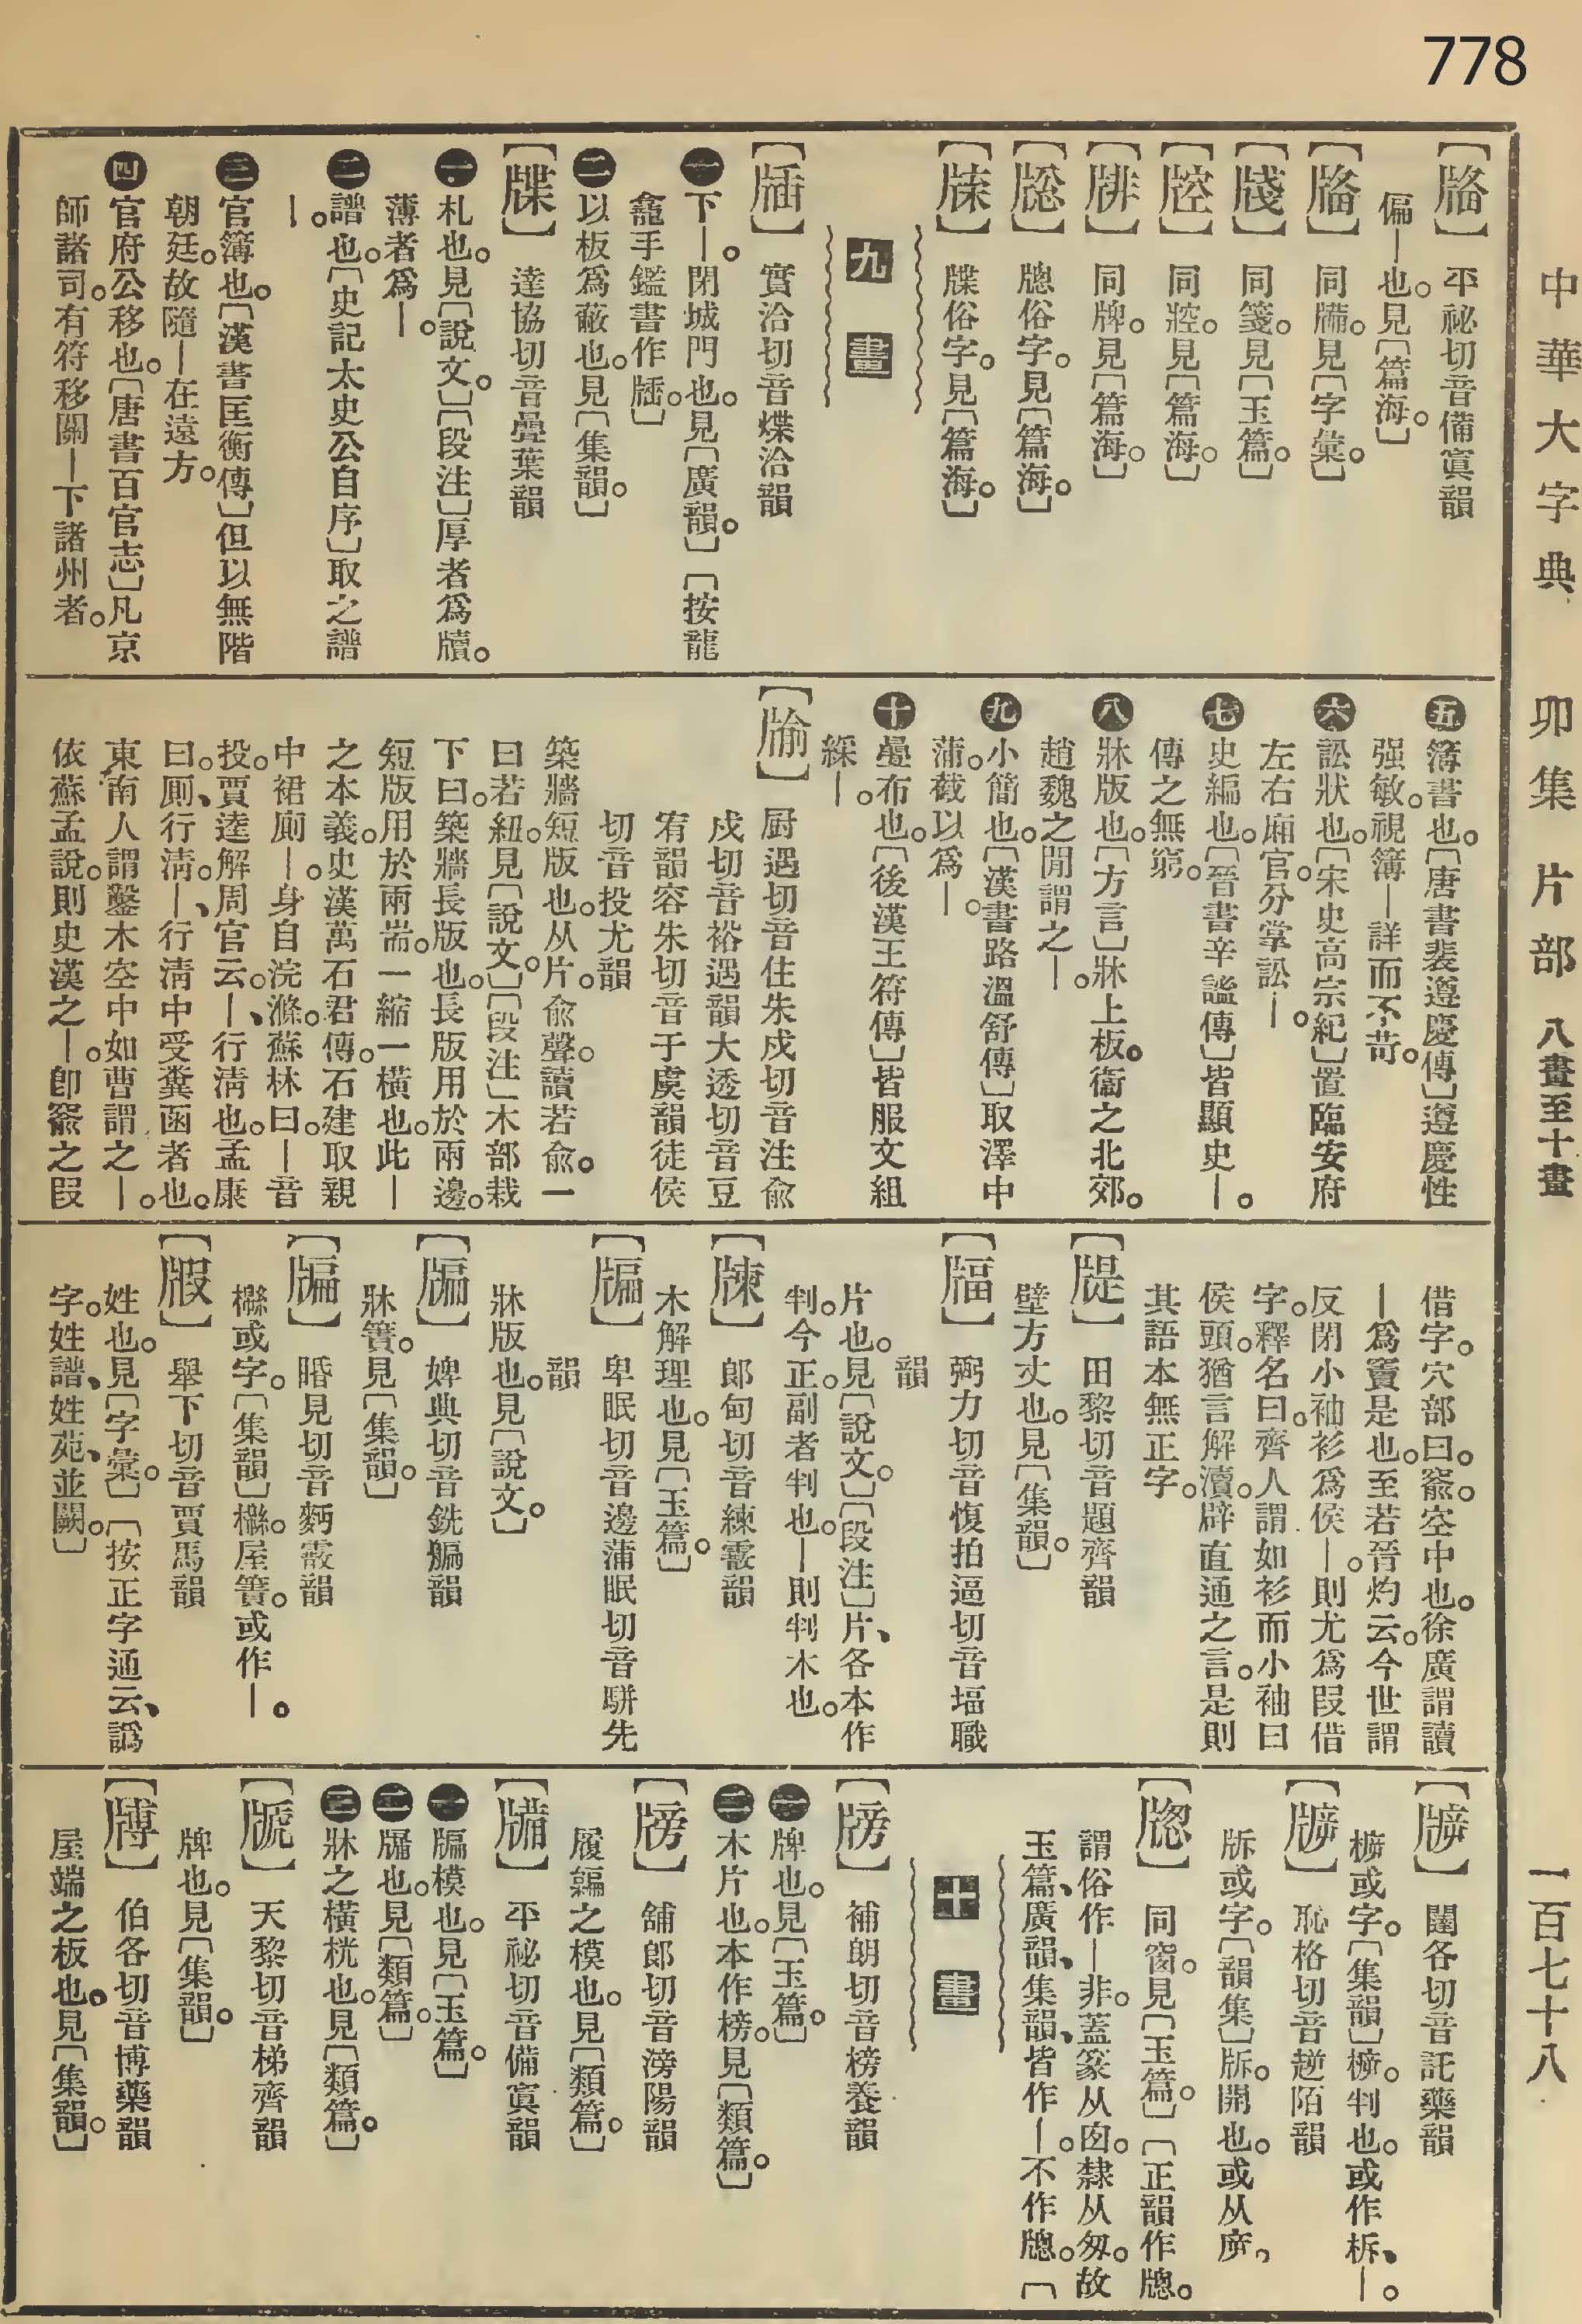 778
中華大字典　卯集　片部　八畫至十畫　一百七十八
平祕切音備寘韻
偏｜也。見〔篇海。〕
同牖。見〔字彙。〕
〔牋〕同箋。見〔玉篇。〕
〔㸜〕同椌。見〔篇海。〕
同牌。見〔篇海。〕
〔牎〕牕俗字。見〔篇海。〕
牒俗字。見〔篇海。〕
九畫
〔牐〕實洽切音煠洽韻
一下｜。閉城門也。見〔廣韻。〕〔按龍
龕手鑑書作牐。〕
二以板爲蔽也。見〔集韻。〕
〔牒〕達協切音疊葉韻
一札也。見〔說文。〕〔段注〕厚者爲牘。
薄者爲｜。
二譜也。〔史記太史公自序〕取之譜
｜。
三官簿也。〔漢書匡衡傳〕但以無階
朝廷。故隨｜在遠方。
四官府公移也。〔唐書百官志〕凡京
師諸司。有符移關｜下諸州者。
五簿書也。〔唐書裴遵慶傳〕遵慶性
强敏。視簿｜詳而不苛。
六訟狀也。〔宋史高宗紀〕置臨安府
左右廂官。分掌訟｜。
七史編也。〔晉書辛謐傳〕皆顯史｜。
傳之無窮。
八牀版也。〔方言〕牀上板。衞之北郊。
趙魏之閒謂之｜。
九小簡也。〔漢書路溫舒傳〕取澤中
蒲。截以爲｜。
十疊布也。〔後漢王符傳〕皆服文組
綵｜。
〔牏〕厨遇切音住朱戍切音注兪
戍切音裕遇韻大透切音豆
宥韻容朱切音于虞韻徒侯
切音投尤韻
築牆短版也。从片。兪聲。讀若兪。一
曰若紐。見〔說文。〕〔段注〕木部栽
下曰。築牆長版也。長版用於兩邊。
短版用於兩耑。一縮一橫也。此｜
之本義。史漢萬石君傳。石建取親
中裙厠｜。身自浣滌。蘇林曰。｜音
投。賈逵解周官云。｜、行清也。孟康
曰。厠、行清。｜、行清中受糞函者也。
東南人謂鑿木空中如曹謂之｜。
依蘇孟說。則史漢之｜。卽窬之叚
借字。穴部曰。窬。空中也。徐廣謂讀
｜爲竇是也。至若晉灼云。今世謂
反閉小袖衫爲侯｜。則尤爲叚借
字。釋名曰。齊人謂如衫而小袖曰
侯頭。猶言解瀆。辟直通之言。是則
其語本無正字。
〔㸠〕田黎切音題齊韻
壁方丈也。見〔集韻。〕
〔㽬〕弼力切音愎拍逼切音堛職
韻
片也。見〔說文。〕〔段注〕片、各本作
判。今正。副者判也。｜則判木也。
〔㶓〕郞甸切音練霰韻
木解理也。見〔玉篇。〕
〔牑〕卑眠切音邊蒲眠切音騈先
韻
牀版也。見〔說文。〕
〔牑〕婢典切音銑韻
牀簀。見〔集韻。〕
〔牑〕眠見切音麪霰韻
櫋或字。〔集韻〕櫋。屋簀。或作｜。
舉下切音賈馬韻
姓也。見〔字彙。〕〔按正字通云、譌
字。姓譜、姓苑、並闕。〕
闥各切音託藥韻
或字。〔集韻〕判也。或作柝、｜。
恥格切音陌韻
或字。〔韻集〕開也。或从㡿。
〔牕〕同窗。見〔玉篇。〕〔正韻作牕。
謂俗作｜。非。蓋篆从囱。隸从匆。故
玉篇、廣韻、集韻、皆作｜。不作牕。〔
十畫
〔牓〕補朗切音榜養韻
一牌也。見〔玉篇。〕
二木片也。本作榜。見〔類篇。〕
〔牓〕舖郞切音滂陽韻
履編之模也。見〔類篇。〕
平祕切音備寘韻
一牑模也。見〔玉篇。〕
二牖也。見〔類篇。〕
三牀之橫桄也。見〔類篇。〕
天黎切音梯齊韻
牌也。見〔集韻。〕
〔牔〕伯各切音博藥韻
屋端之板也。見〔集韻。〕